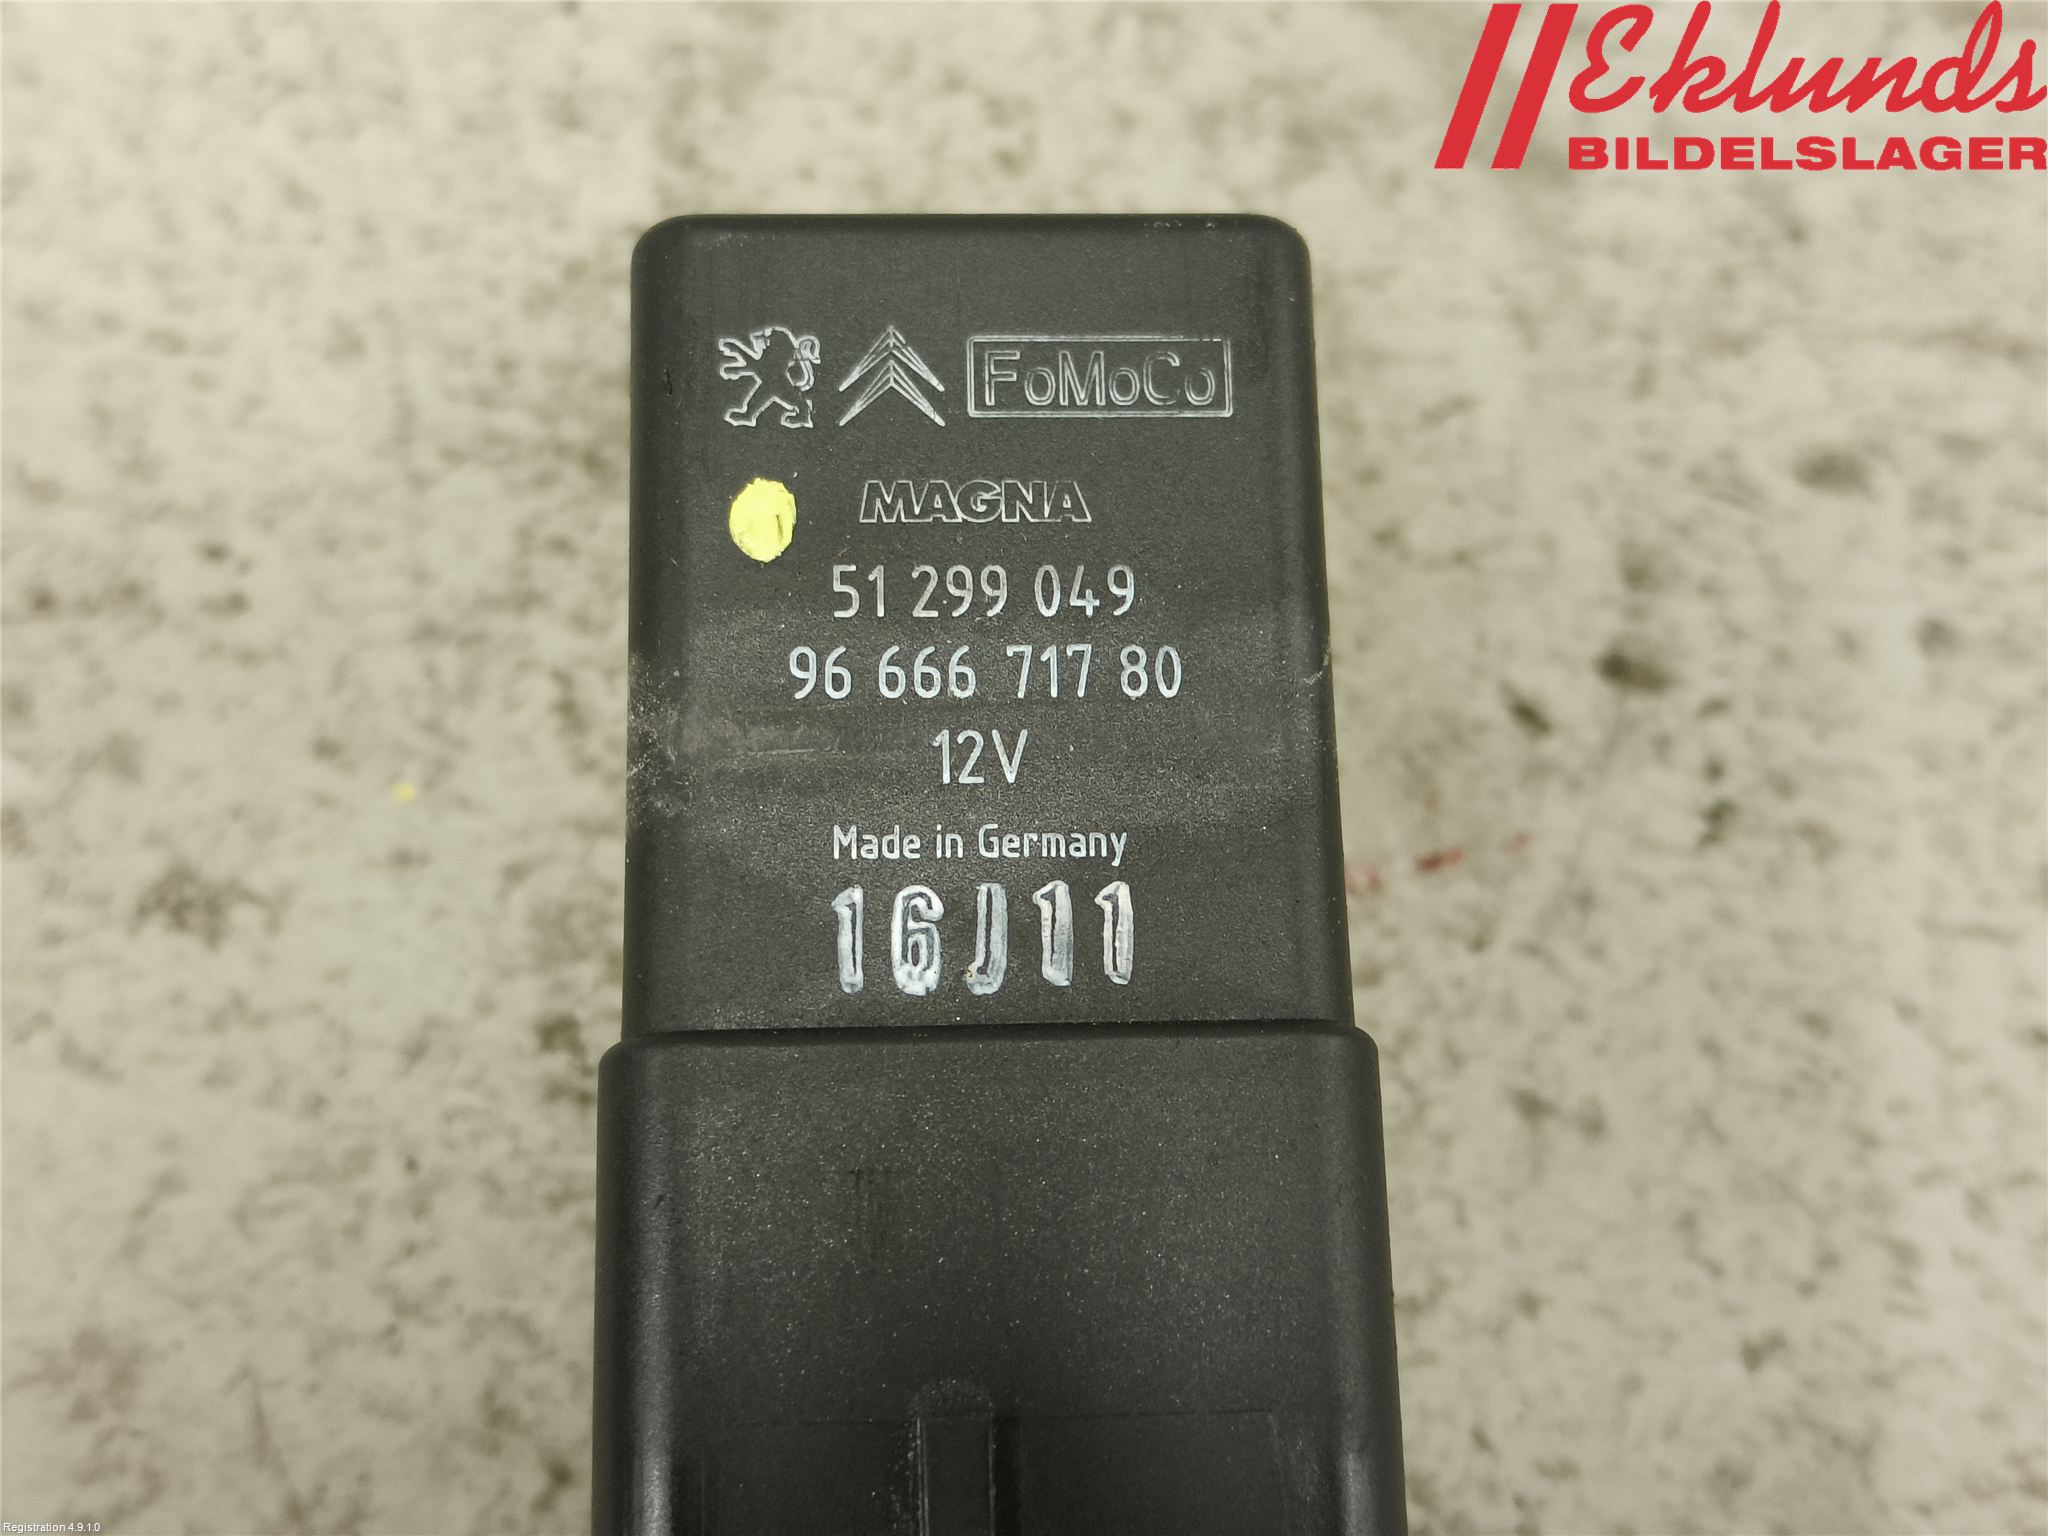 Eklunds
BILDELSLAGER
FoMoCo
MAGNA
51 299 049
96 666 717 80
12V
Made in Germany
16J11
Registration 4.9.1.0